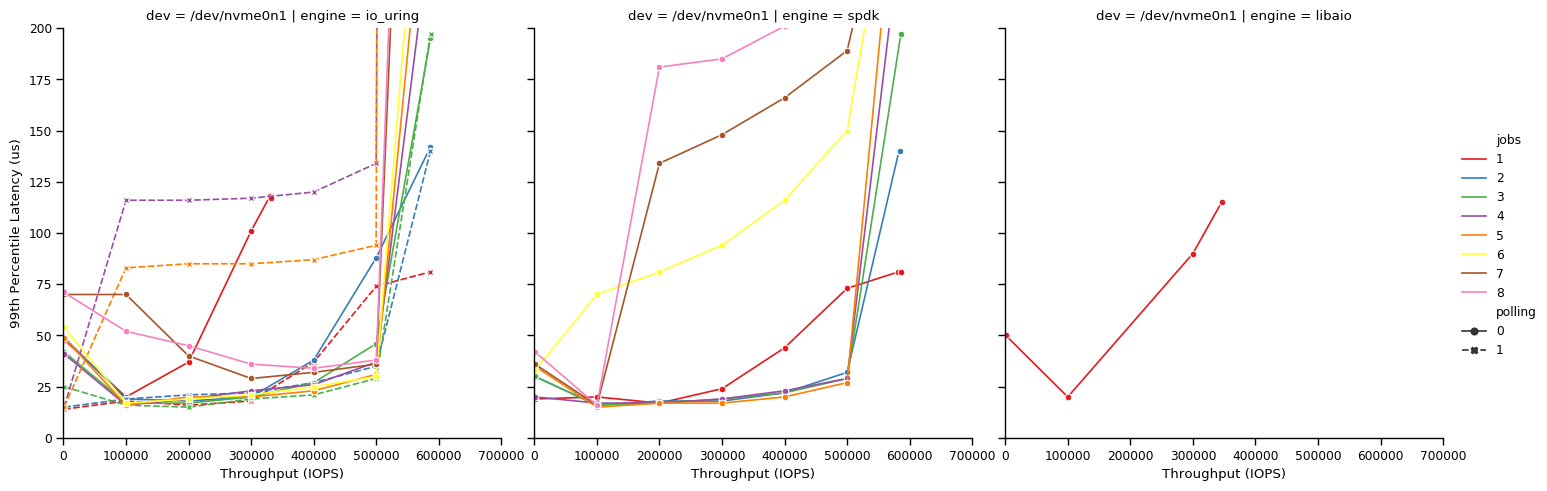 dev = /dev/nvme0n1 | engine = io_uring
dev = /dev/nvme0n1 | engine = spdk
dev = /dev/nvme0n1 | engine = libaio
99th Percentile Latency (us)
200
175
150
125
100
75
50
25
0
0 100000 200000 300000 400000 500000 600000 700000
0 100000 200000 300000 400000 500000 600000 700000
0 100000 200000 300000 400000 500000 600000 700000
Throughput (IOPS)
Throughput (IOPS)
Throughput (IOPS)
jobs
1
2
3
4
5
6
7
8
polling
0
1